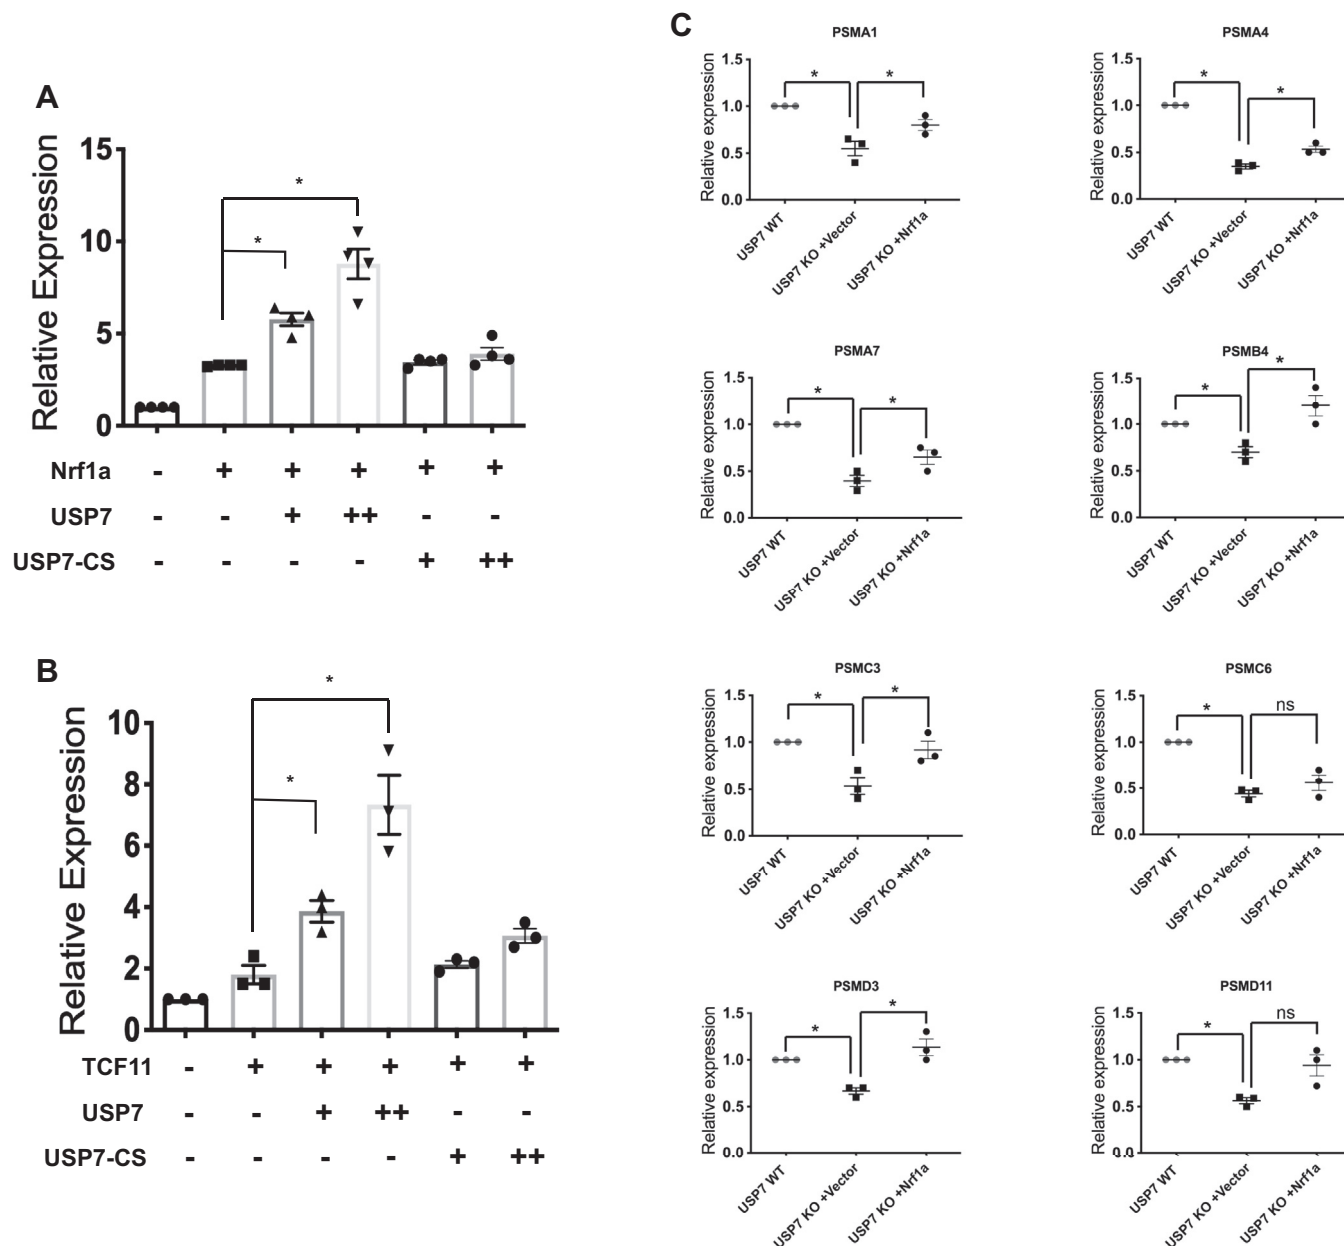 A
Relative Expression
15
10
5
0
*
*
Nrf1a - + + + + +
USP7 - - + ++ - -
USP7-CS - - - - + ++
B
Relative Expression
10
8
6
4
2
0
*
*
TCF11 - + + + + +
USP7 - - + ++ - -
USP7-CS - - - - + ++
C
PSMA1
Relative expression
1.5
1.0
0.5
0.0
* *
USP7 WT
USP7 KO +Vector
USP7 KO +Nrf1a
PSMA4
Relative expression
1.5
1.0
0.5
0.0
* *
USP7 WT
USP7 KO +Vector
USP7 KO +Nrf1a
PSMA7
Relative expression
1.5
1.0
0.5
0.0
* *
USP7 WT
USP7 KO +Vector
USP7 KO +Nrf1a
PSMB4
Relative expression
1.5
1.0
0.5
0.0
* *
USP7 WT
USP7 KO +Vector
USP7 KO +Nrf1a
PSMC3
Relative expression
1.5
1.0
0.5
0.0
* *
USP7 WT
USP7 KO +Vector
USP7 KO +Nrf1a
PSMC6
Relative expression
1.5
1.0
0.5
0.0
* ns
USP7 WT
USP7 KO +Vector
USP7 KO +Nrf1a
PSMD3
Relative expression
1.5
1.0
0.5
0.0
* *
USP7 WT
USP7 KO +Vector
USP7 KO +Nrf1a
PSMD11
Relative expression
1.5
1.0
0.5
0.0
* ns
USP7 WT
USP7 KO +Vector
USP7 KO +Nrf1a